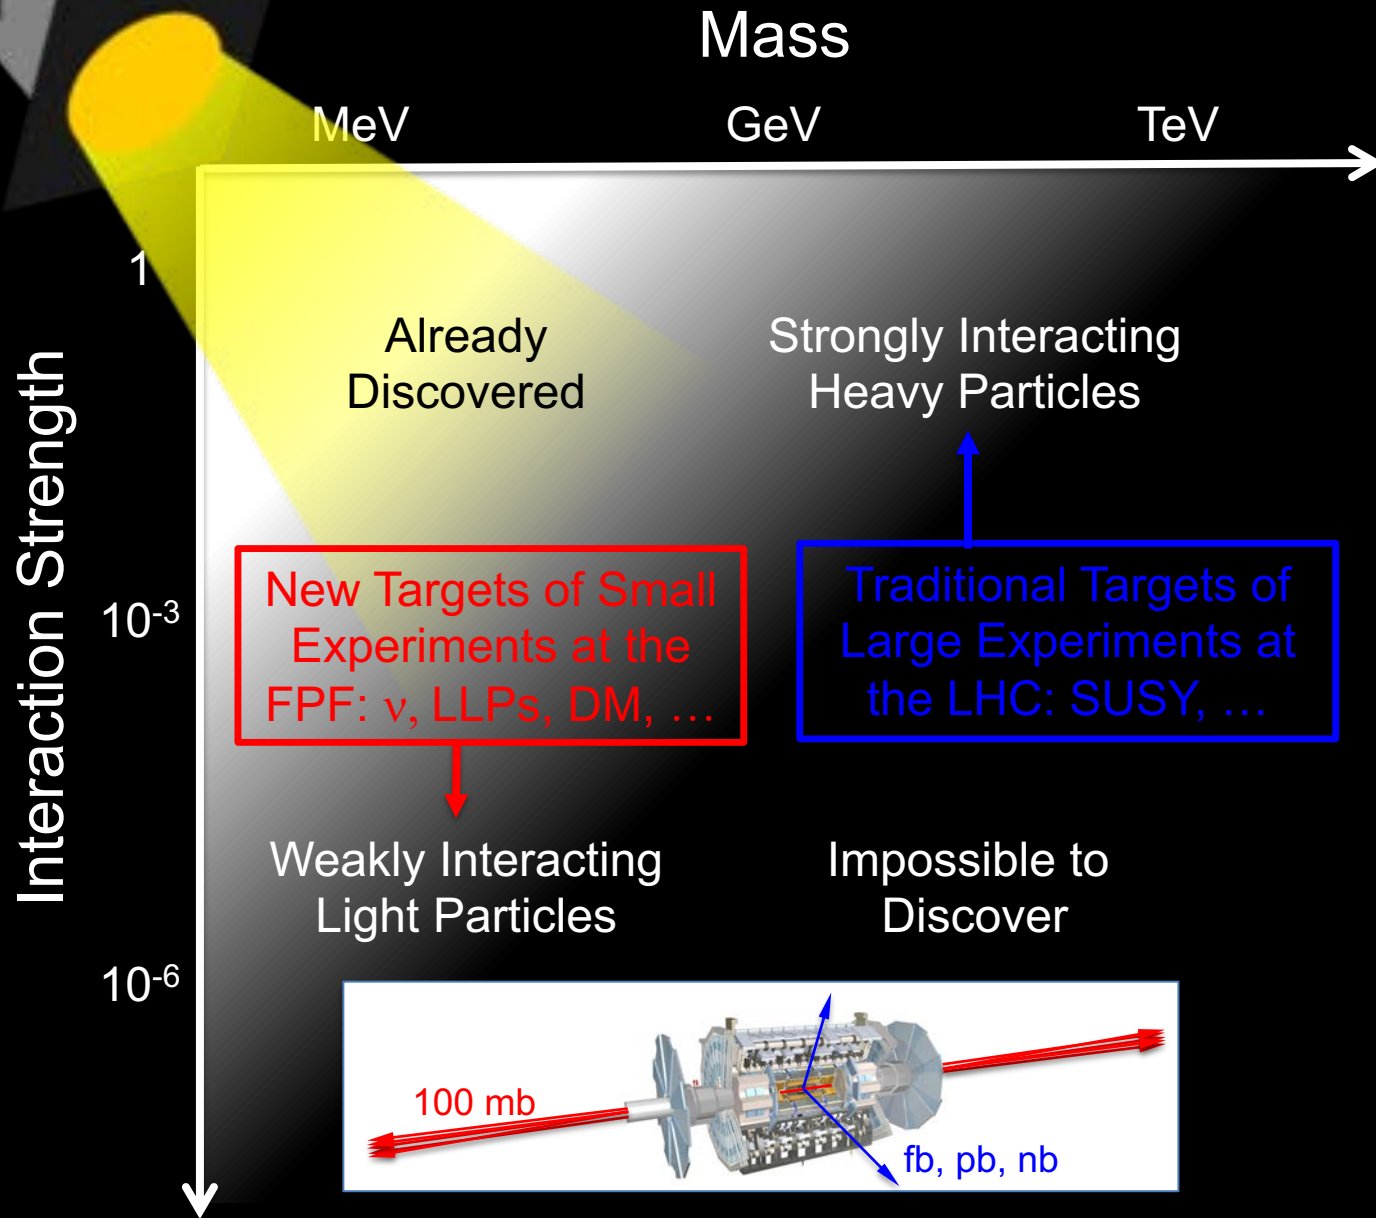 Mass
MeV
GeV
TeV
Interaction Strength
1
10⁻³
10⁻⁶
Already
Discovered
Strongly Interacting
Heavy Particles
New Targets of Small
Experiments at the
FPF: ν, LLPs, DM, …
Traditional Targets of
Large Experiments at
the LHC: SUSY, …
Weakly Interacting
Light Particles
Impossible to
Discover
100 mb
fb, pb, nb